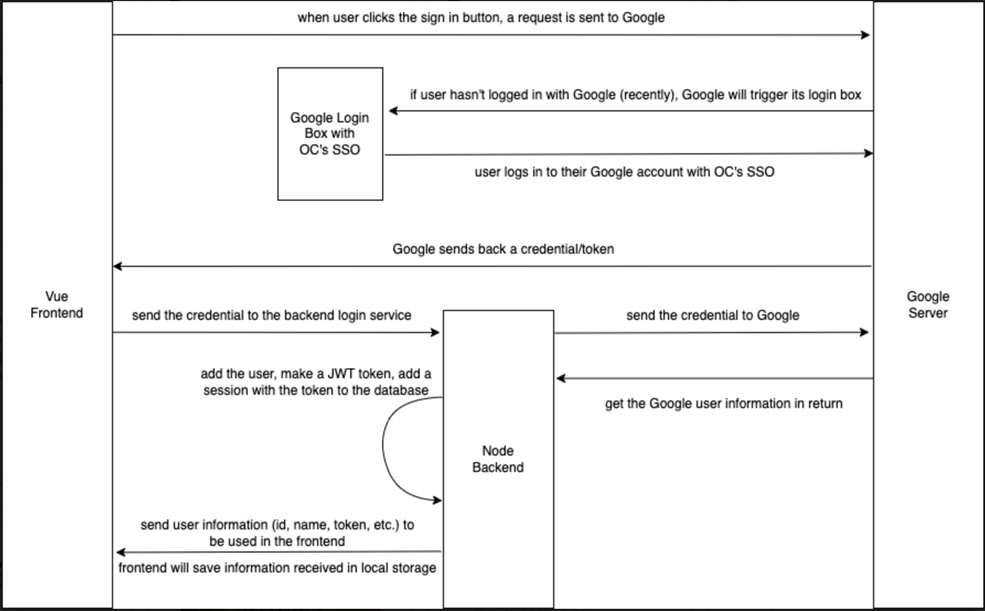 when user clicks the sign in button, a request is sent to Google
if user hasn't logged in with Google (recently), Google will trigger its login box
Google Login
Box with
OC's SSO
user logs in to their Google account with OC's SSO
Google sends back a credential/token
Vue
Frontend
Google
Server
send the credential to the backend login service
send the credential to Google
add the user, make a JWT token, add a
session with the token to the database
get the Google user information in return
Node
Backend
send user information (id, name, token, etc.) to
be used in the frontend
frontend will save information received in local storage